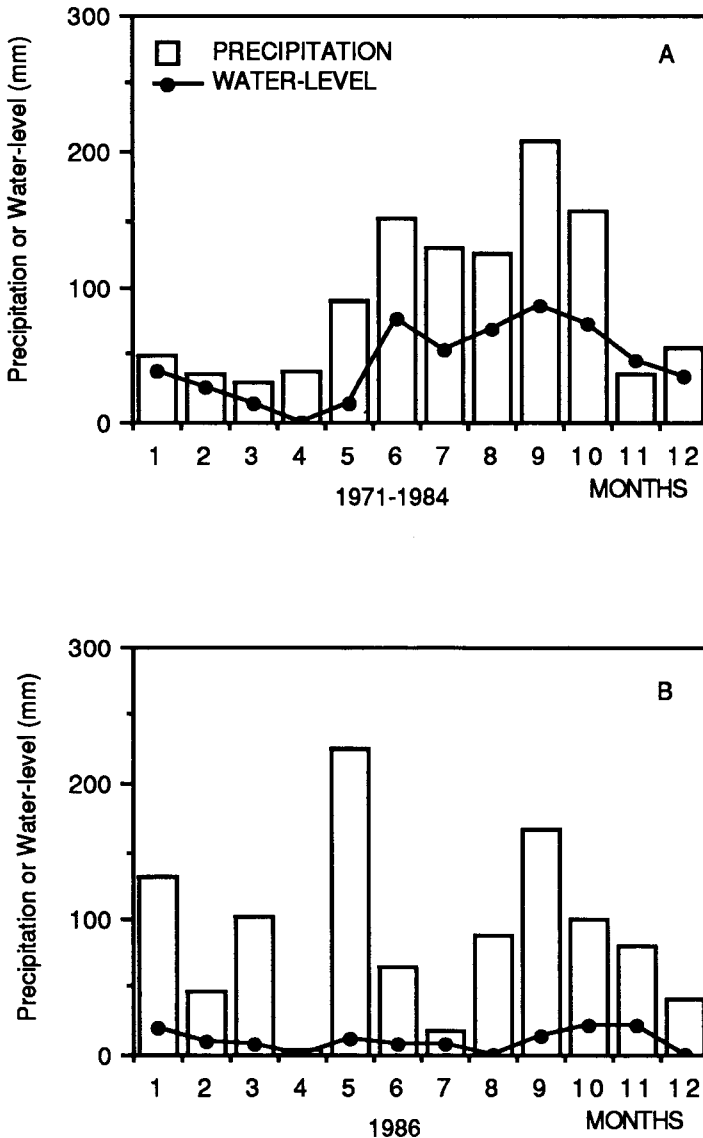 300
200
100
0
Precipitation or Water-level (mm)
PRECIPITATION
WATER-LEVEL
A
1 2 3 4 5 6 7 8 9 10 11 12
1971-1984
MONTHS
300
200
100
0
Precipitation or Water-level (mm)
B
1 2 3 4 5 6 7 8 9 10 11 12
1986
MONTHS